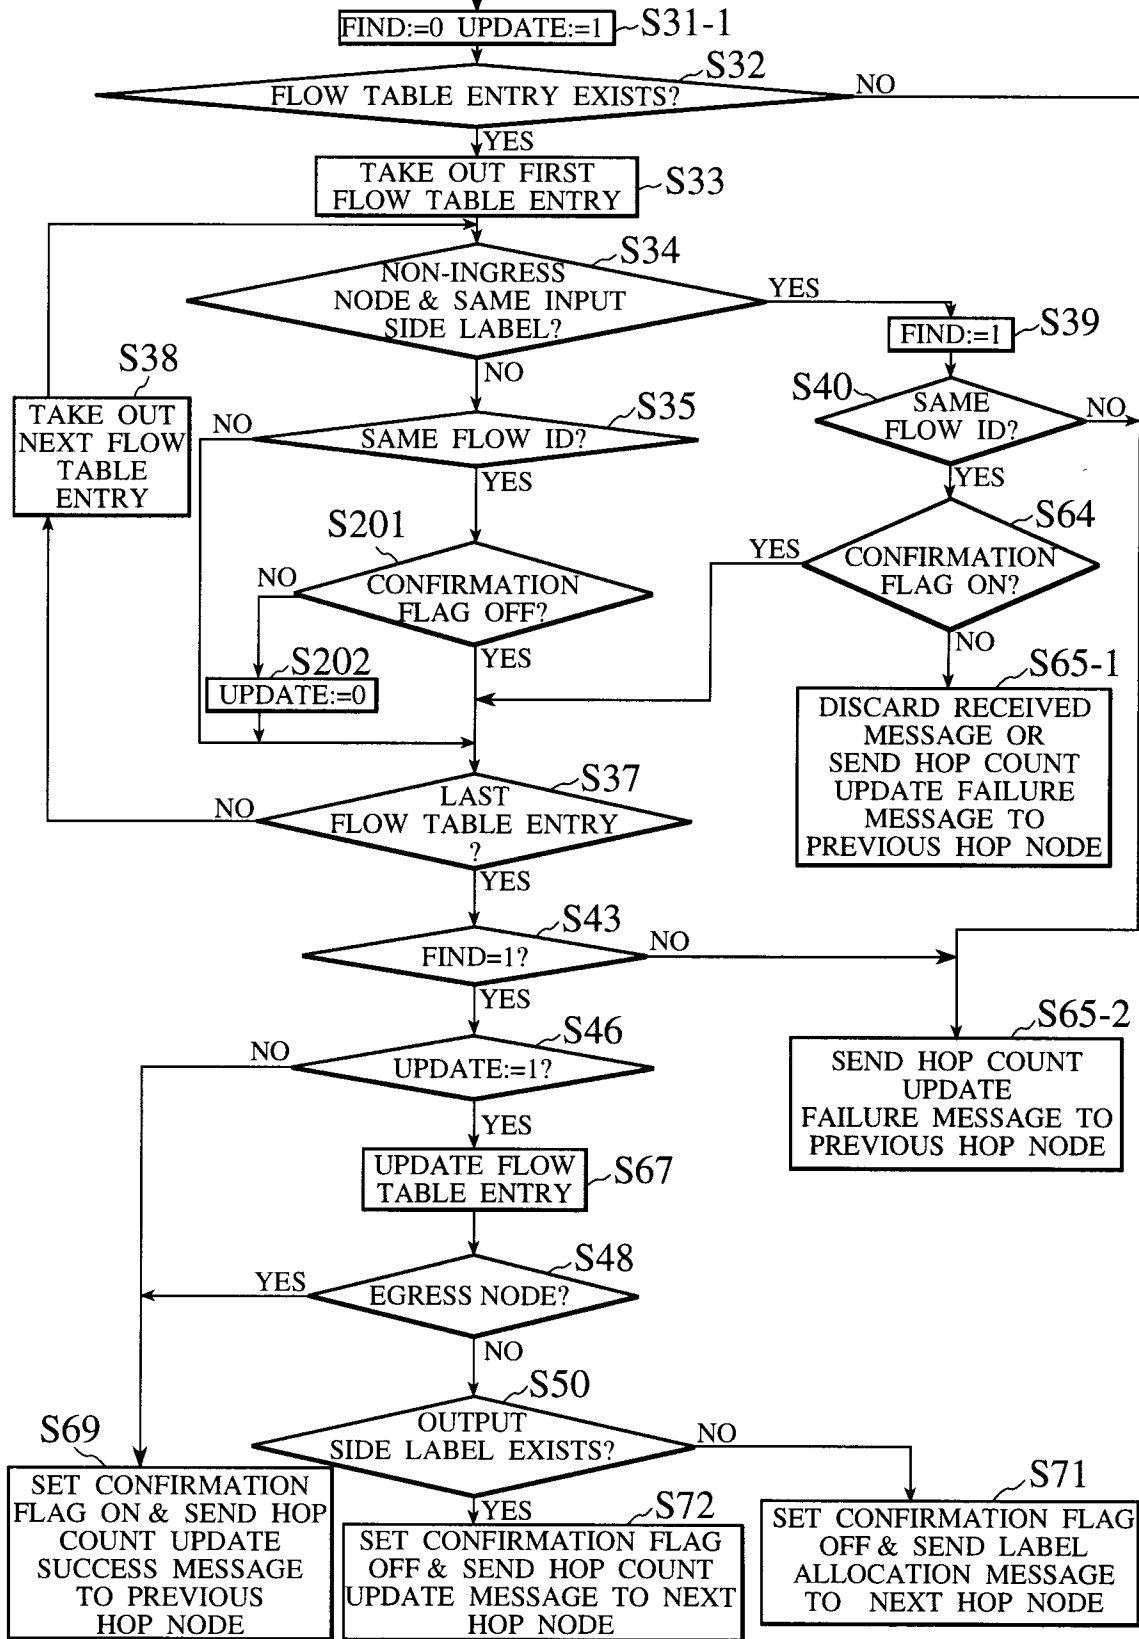 FIND:=0 UPDATE:=1
S31-1
S32
FLOW TABLE ENTRY EXISTS?
NO
YES
TAKE OUT FIRST
FLOW TABLE ENTRY
S33
S34
NON-INGRESS
NODE & SAME INPUT
SIDE LABEL?
YES
NO
FIND:=1
S39
S38
TAKE OUT
NEXT FLOW
TABLE
ENTRY
S35
NO
SAME FLOW ID?
YES
S40
SAME
FLOW ID?
NO
YES
S201
NO
CONFIRMATION
FLAG OFF?
YES
S64
YES
CONFIRMATION
FLAG ON?
NO
S202
UPDATE:=0
S65-1
DISCARD RECEIVED
MESSAGE OR
SEND HOP COUNT
UPDATE FAILURE
MESSAGE TO
PREVIOUS HOP NODE
S37
NO
LAST
FLOW TABLE ENTRY
?
YES
S43
FIND=1?
NO
YES
S46
NO
UPDATE:=1?
YES
S65-2
SEND HOP COUNT
UPDATE
FAILURE MESSAGE TO
PREVIOUS HOP NODE
UPDATE FLOW
TABLE ENTRY
S67
S48
YES
EGRESS NODE?
NO
S50
OUTPUT
SIDE LABEL EXISTS?
NO
YES
S69
SET CONFIRMATION
FLAG ON & SEND HOP
COUNT UPDATE
SUCCESS MESSAGE
TO PREVIOUS
HOP NODE
S72
SET CONFIRMATION FLAG
OFF & SEND HOP COUNT
UPDATE MESSAGE TO NEXT
HOP NODE
S71
SET CONFIRMATION FLAG
OFF & SEND LABEL
ALLOCATION MESSAGE
TO NEXT HOP NODE